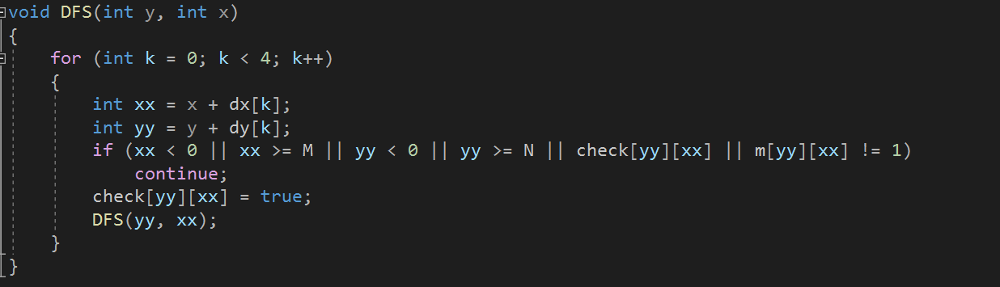 void DFS(int y, int x)
{
    for (int k = 0; k < 4; k++)
    {
        int xx = x + dx[k];
        int yy = y + dy[k];
        if (xx < 0 || xx >= M || yy < 0 || yy >= N || check[yy][xx] || m[yy][xx] != 1)
            continue;
        check[yy][xx] = true;
        DFS(yy, xx);
    }
}